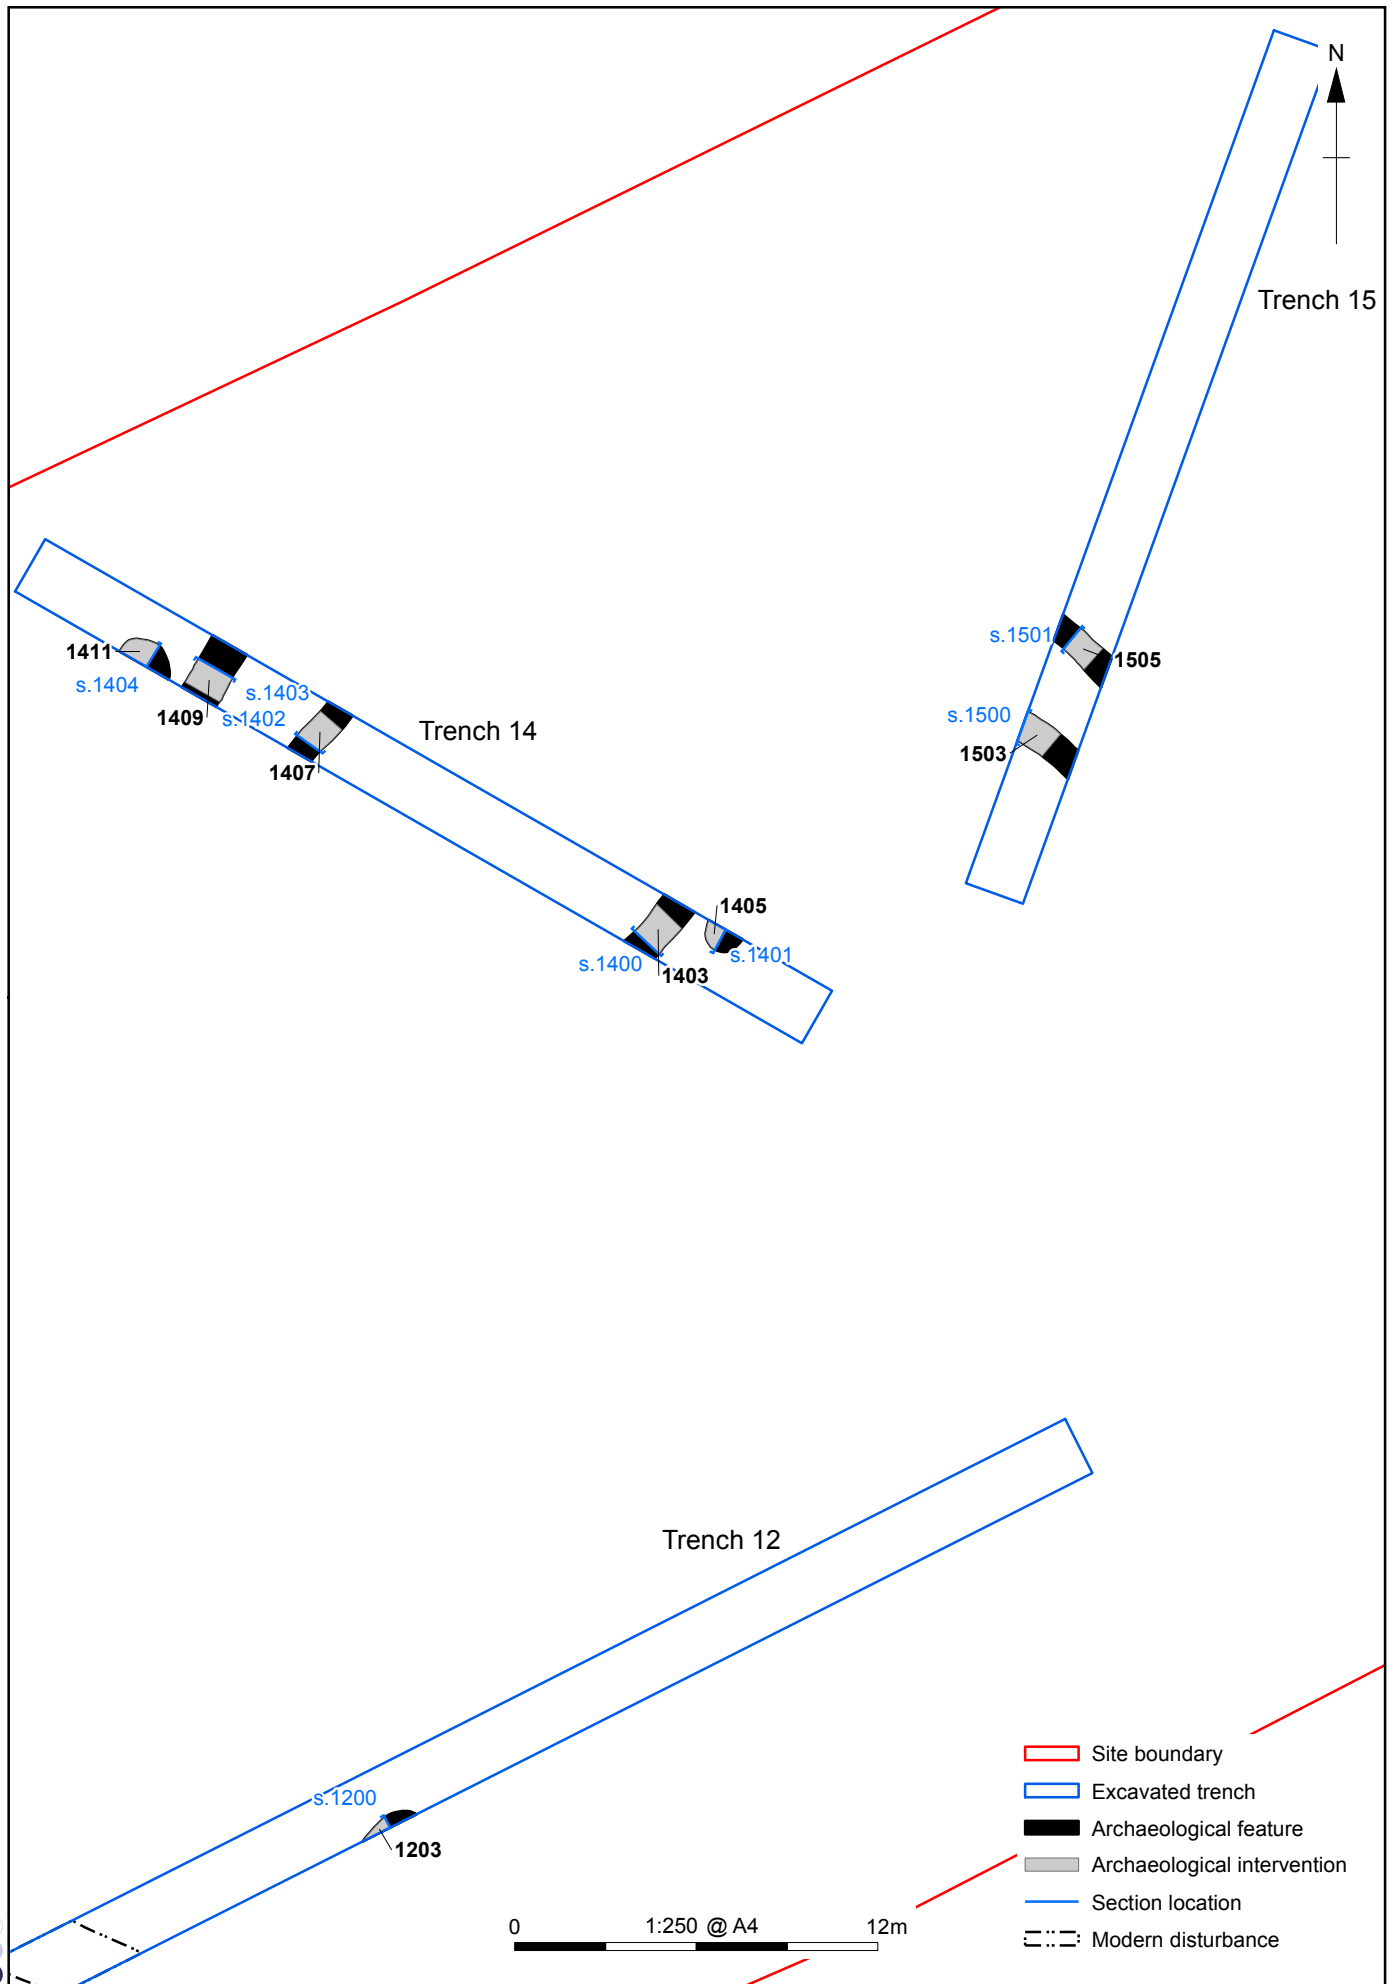 N
Trench 15
s.1501
1505
s.1500
1503
1411
s.1404
1409
s.1403
s.1402
1407
Trench 14
1405
s.1401
s.1400
1403
Trench 12
s.1200
1203
Site boundary
Excavated trench
Archaeological feature
Archaeological intervention
Section location
Modern disturbance
0 1:250 @ A4 12m